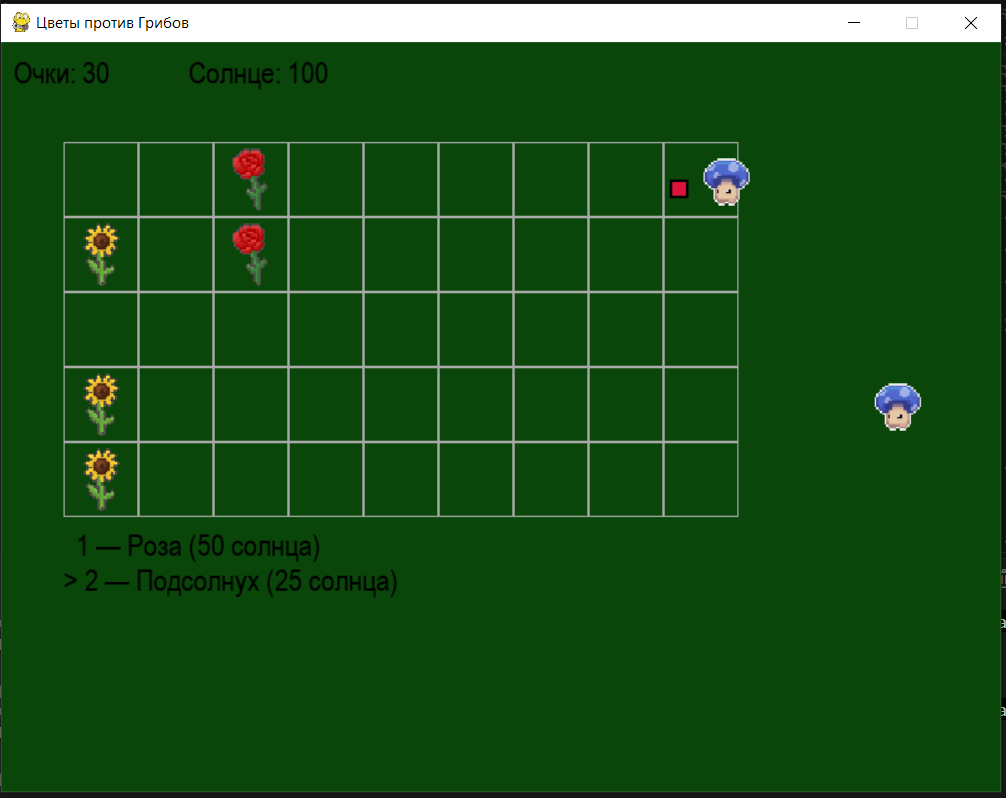 Цветы против Грибов
Очки: 30 Солнце: 100
1 — Роза (50 солнца)
> 2 — Подсолнух (25 солнца)